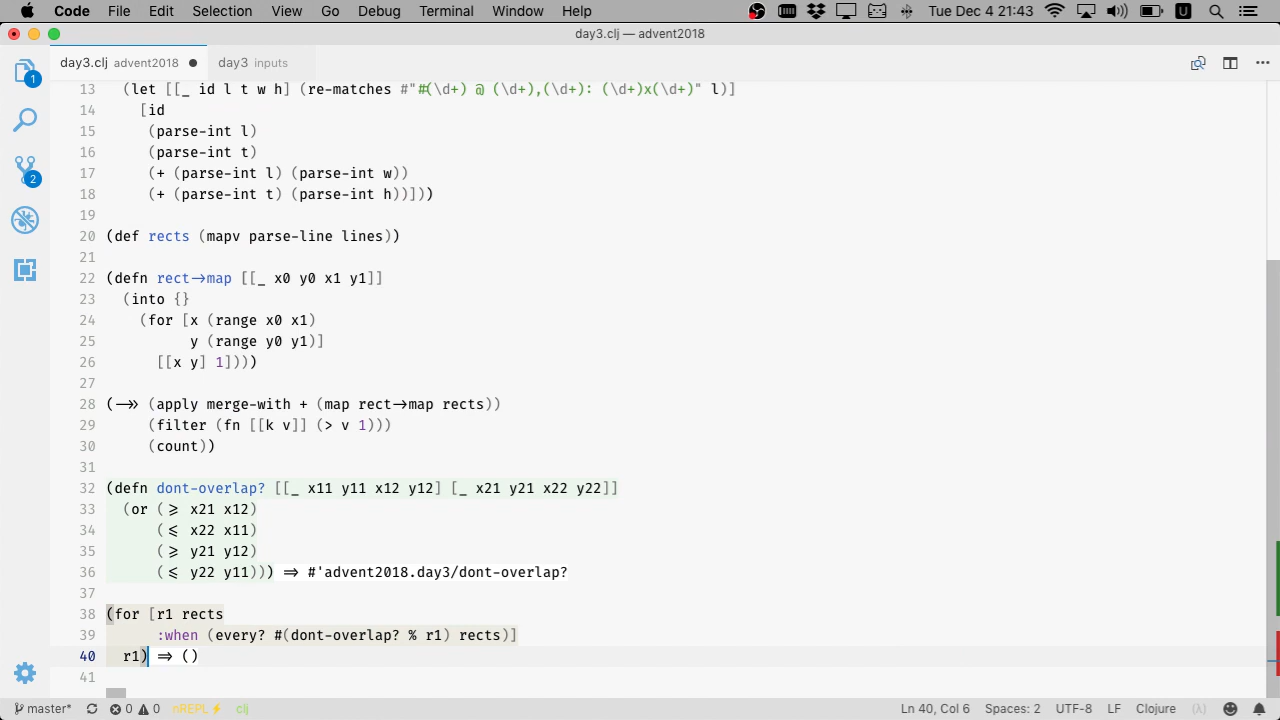 Code File Edit Selection View Go Debug Terminal Window Help Tue Dec 4 21:43 U
day3.clj — advent2018
day3.clj advent2018 ● day3 inputs
1
2
13 (let [[_ id l t w h] (re-matches #"#(\d+) @ (\d+),(\d+): (\d+)x(\d+)" l)]
14 [id
15 (parse-int l)
16 (parse-int t)
17 (+ (parse-int l) (parse-int w))
18 (+ (parse-int t) (parse-int h))]))
19
20 (def rects (mapv parse-line lines))
21
22 (defn rect->map [[_ x0 y0 x1 y1]]
23 (into {}
24 (for [x (range x0 x1)
25 y (range y0 y1)]
26 [[x y] 1])))
27
28 (->> (apply merge-with + (map rect->map rects))
29 (filter (fn [[k v]] (> v 1)))
30 (count))
31
32 (defn dont-overlap? [[_ x11 y11 x12 y12] [_ x21 y21 x22 y22]]
33 (or (>= x21 x12)
34 (<= x22 x11)
35 (>= y21 y12)
36 (<= y22 y11))) => #'advent2018.day3/dont-overlap?
37
38 (for [r1 rects
39 :when (every? #(dont-overlap? % r1) rects)]
40 r1) => ()
41
master* 0 0 nREPL⚡ clj Ln 40, Col 6 Spaces: 2 UTF-8 LF Clojure (λ)